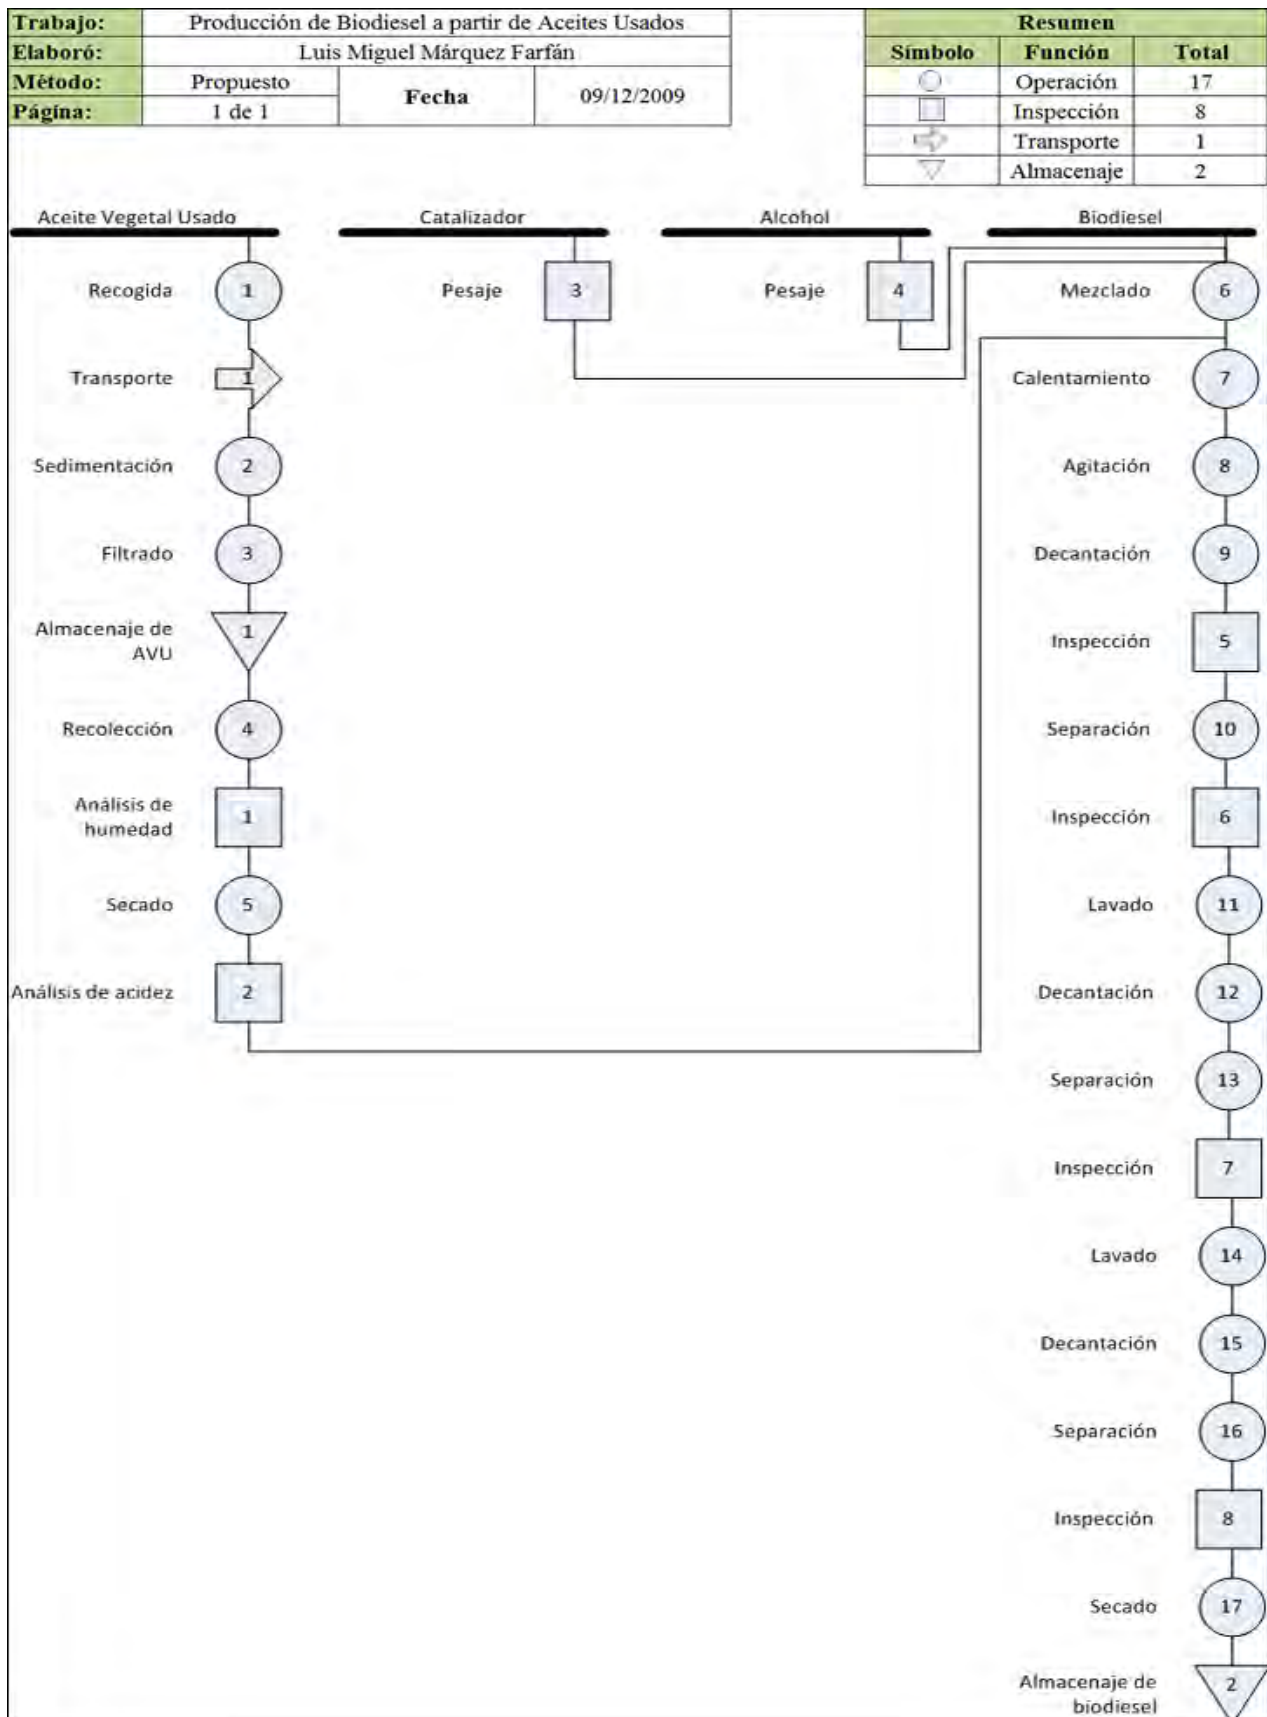 Trabajo: Producción de Biodiesel a partir de Aceites Usados
Elaboró: Luis Miguel Márquez Farfán
Método: Propuesto Fecha 09/12/2009
Página: 1 de 1
Resumen
Símbolo Función Total
Operación 17
Inspección 8
Transporte 1
Almacenaje 2
Aceite Vegetal Usado
Recogida 1
Transporte 1
Sedimentación 2
Filtrado 3
Almacenaje de
AVU
1
Recolección 4
Análisis de
humedad
1
Secado 5
Análisis de acidez 2
Catalizador
Pesaje 3
Alcohol
Pesaje 4
Biodiesel
Mezclado 6
Calentamiento 7
Agitación 8
Decantación 9
Inspección 5
Separación 10
Inspección 6
Lavado 11
Decantación 12
Separación 13
Inspección 7
Lavado 14
Decantación 15
Separación 16
Inspección 8
Secado 17
Almacenaje de
biodiesel
2